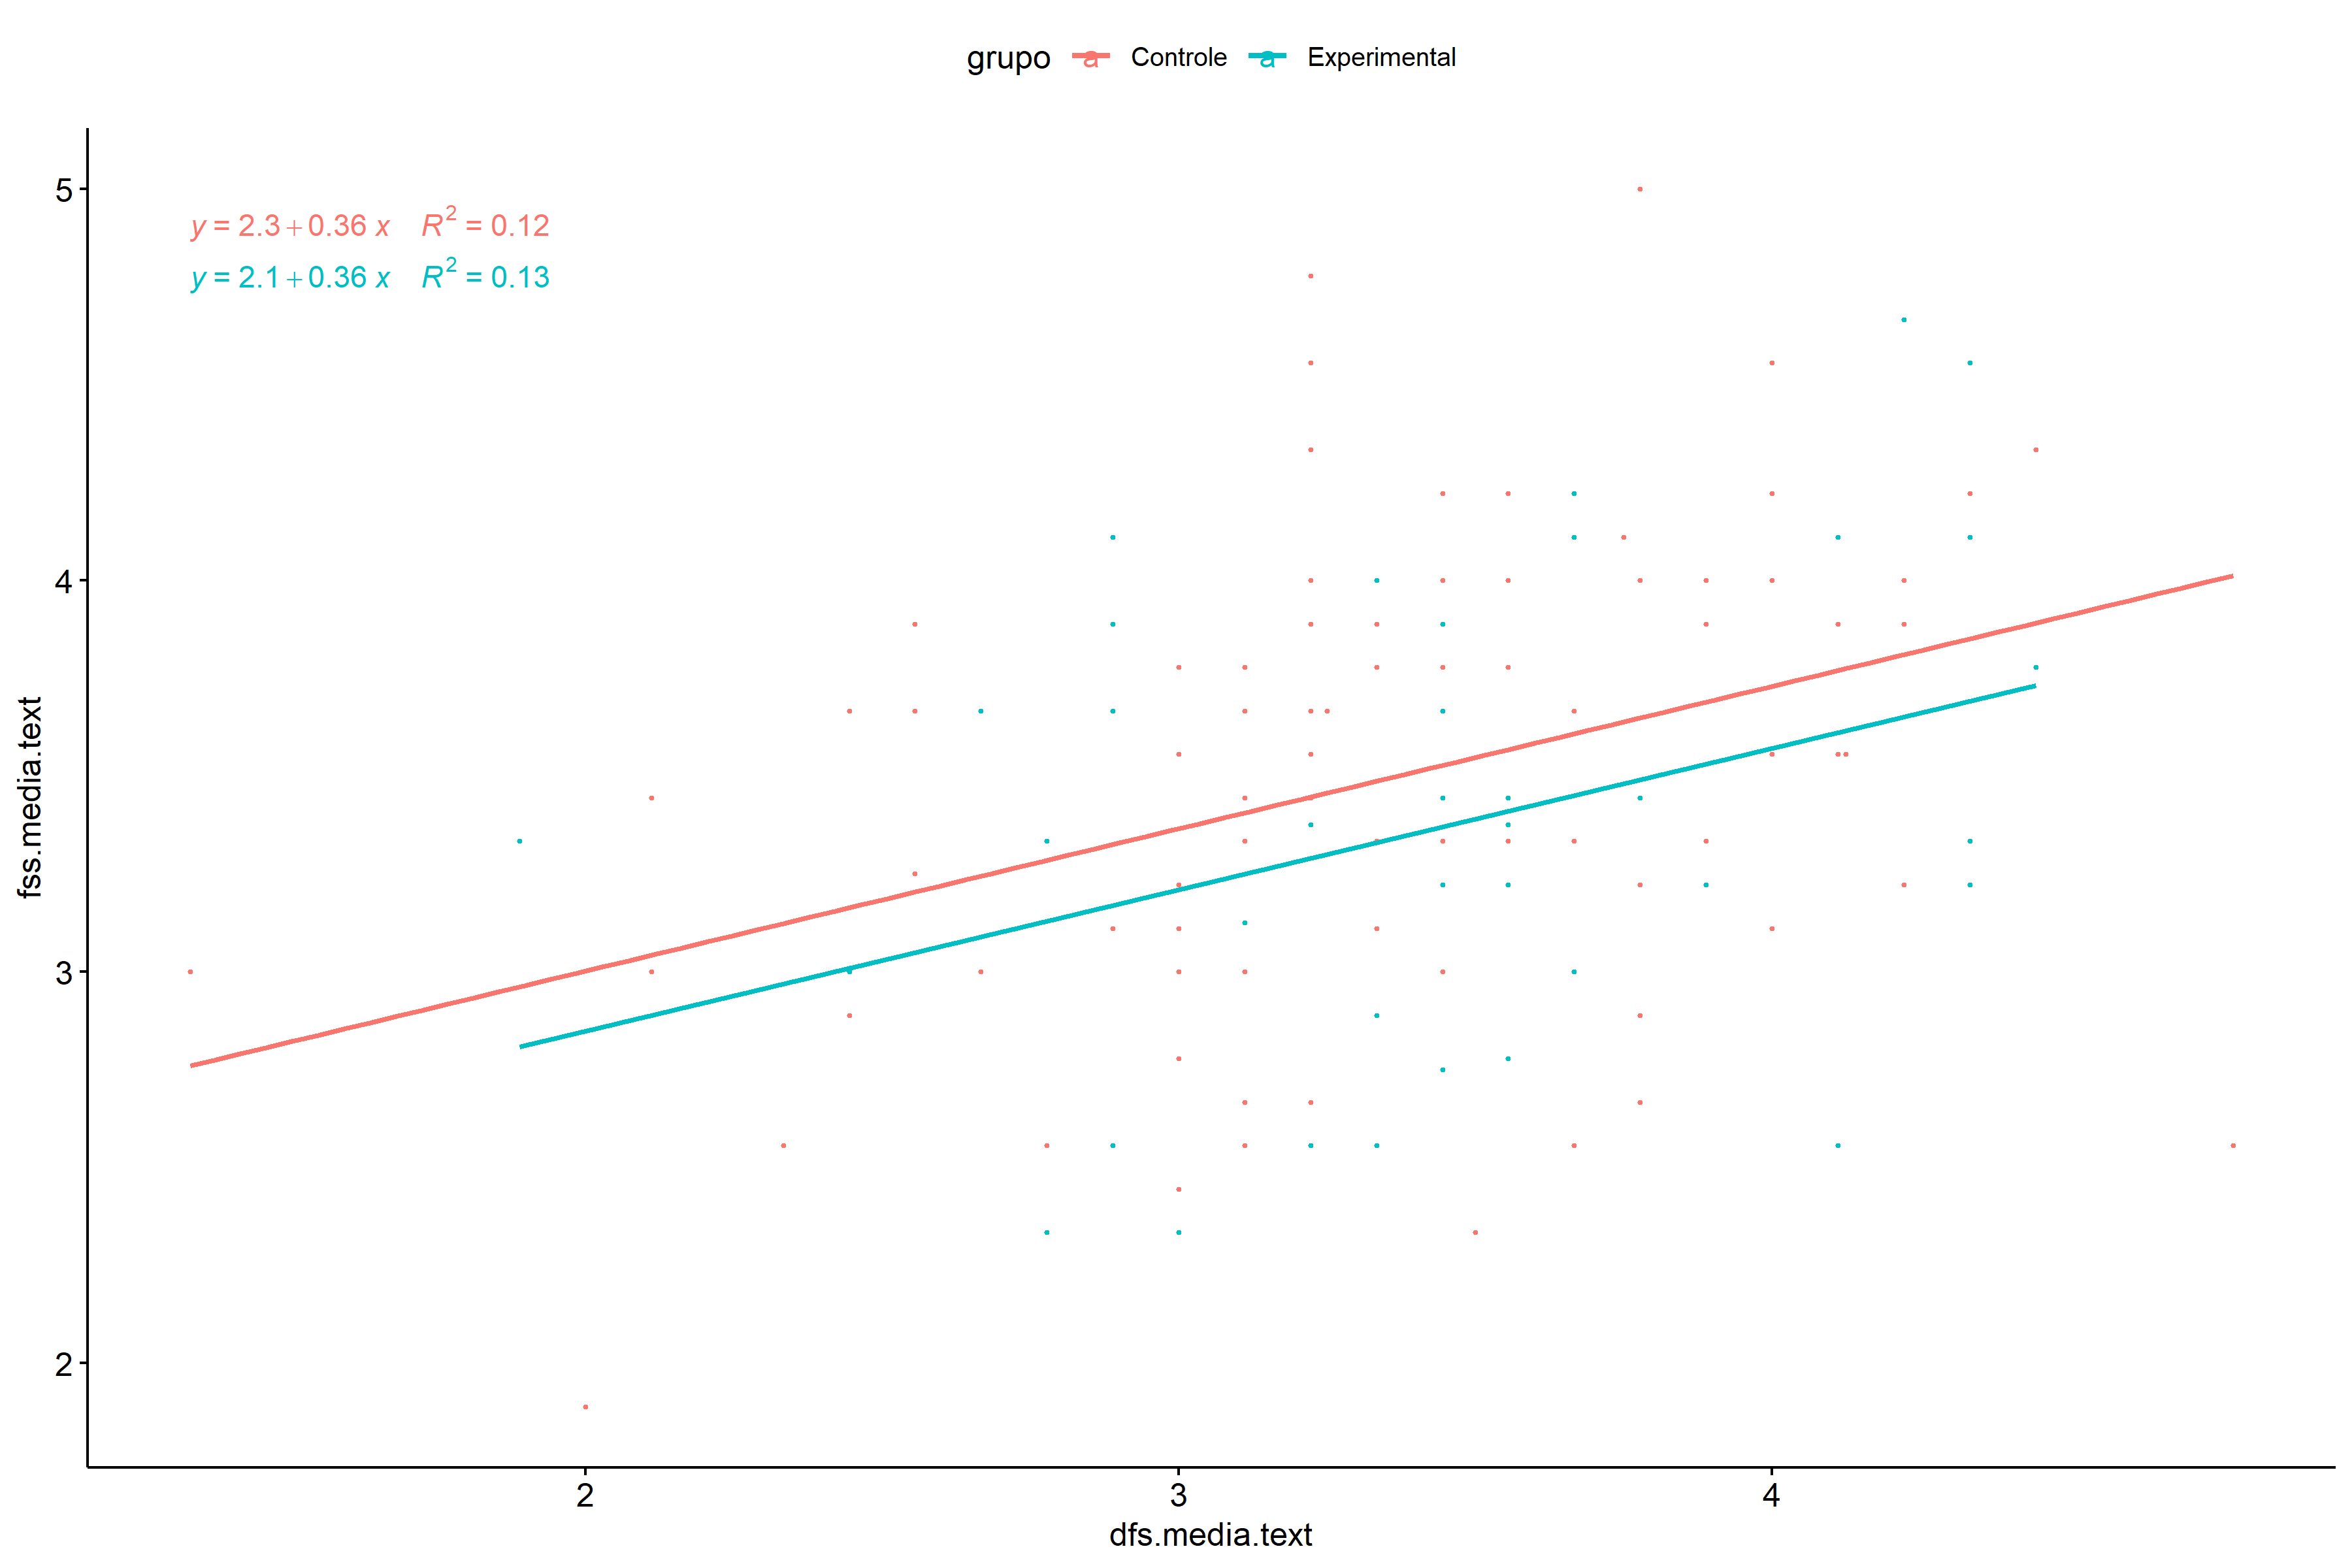 grupo a Controle a Experimental
5
y = 2.3 + 0.36 x R² = 0.12
y = 2.1 + 0.36 x R² = 0.13
4
fss.media.text
3
2
2 3 4
dfs.media.text